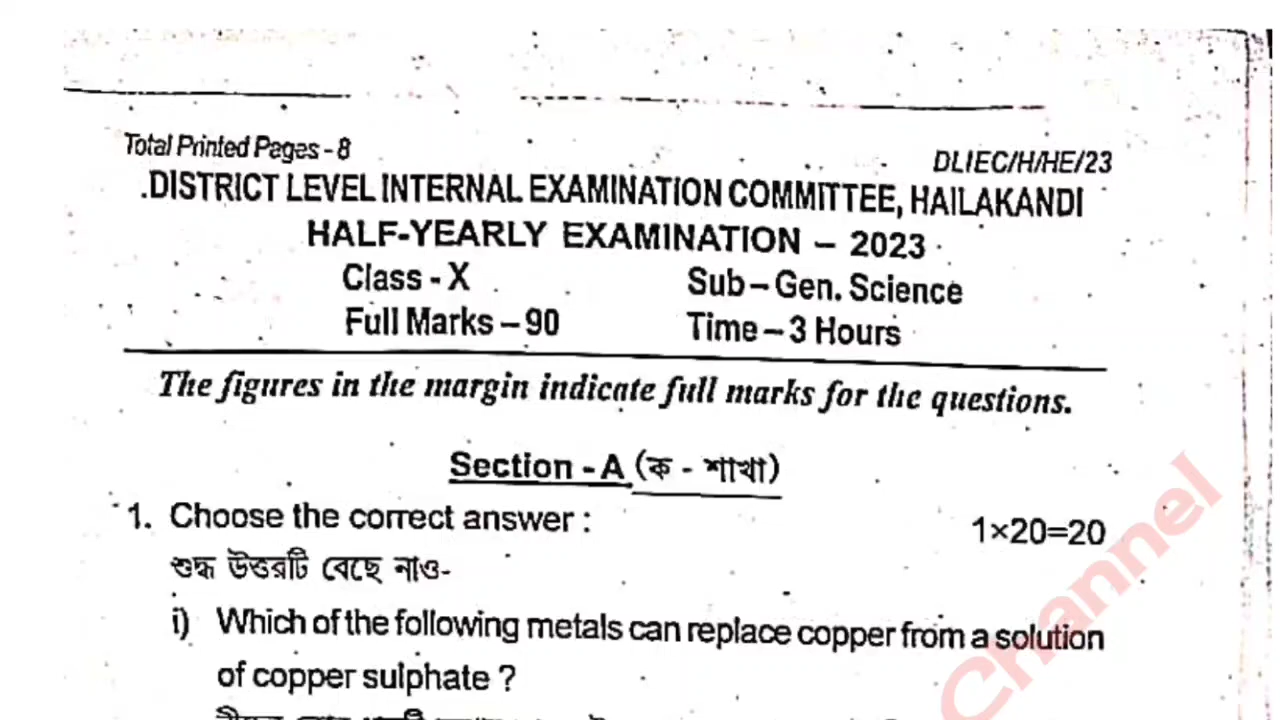 Total Printed Pages - 8
DLIEC/H/HE/23
DISTRICT LEVEL INTERNAL EXAMINATION COMMITTEE, HAILAKANDI
HALF-YEARLY EXAMINATION – 2023
Class - X
Sub – Gen. Science
Full Marks – 90
Time – 3 Hours
The figures in the margin indicate full marks for the questions.
Section - A (ক - শাখা)
1. Choose the correct answer :
1×20=20
শুদ্ধ উত্তরটি বেছে নাও-
i) Which of the following metals can replace copper from a solution
of copper sulphate ?
Channel